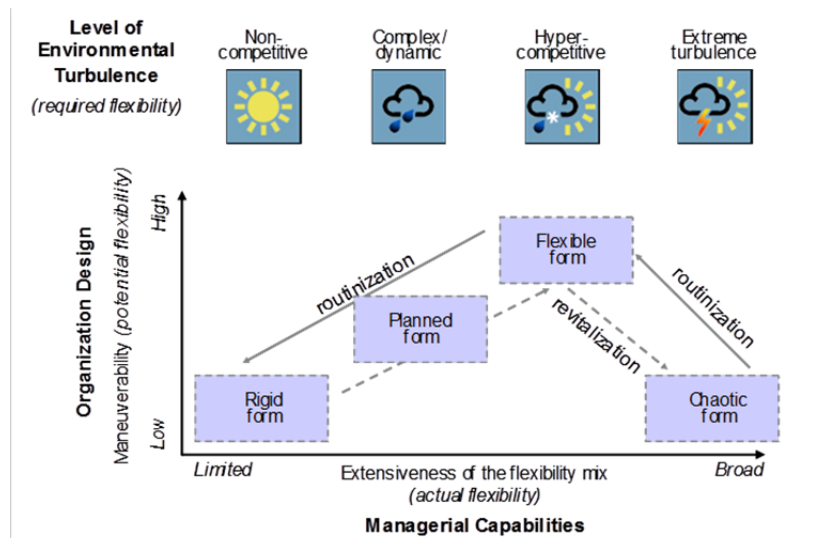 Level of
Environmental
Turbulence
(required flexibility)
Non-
competitive
Complex/
dynamic
Hyper-
competitive
Extreme
turbulence
Organization Design
Maneuverability (potential flexibility)
High
Low
routinization
Flexible
form
routinization
revitalization
Planned
form
Rigid
form
Chaotic
form
Limited
Extensiveness of the flexibility mix
Broad
(actual flexibility)
Managerial Capabilities